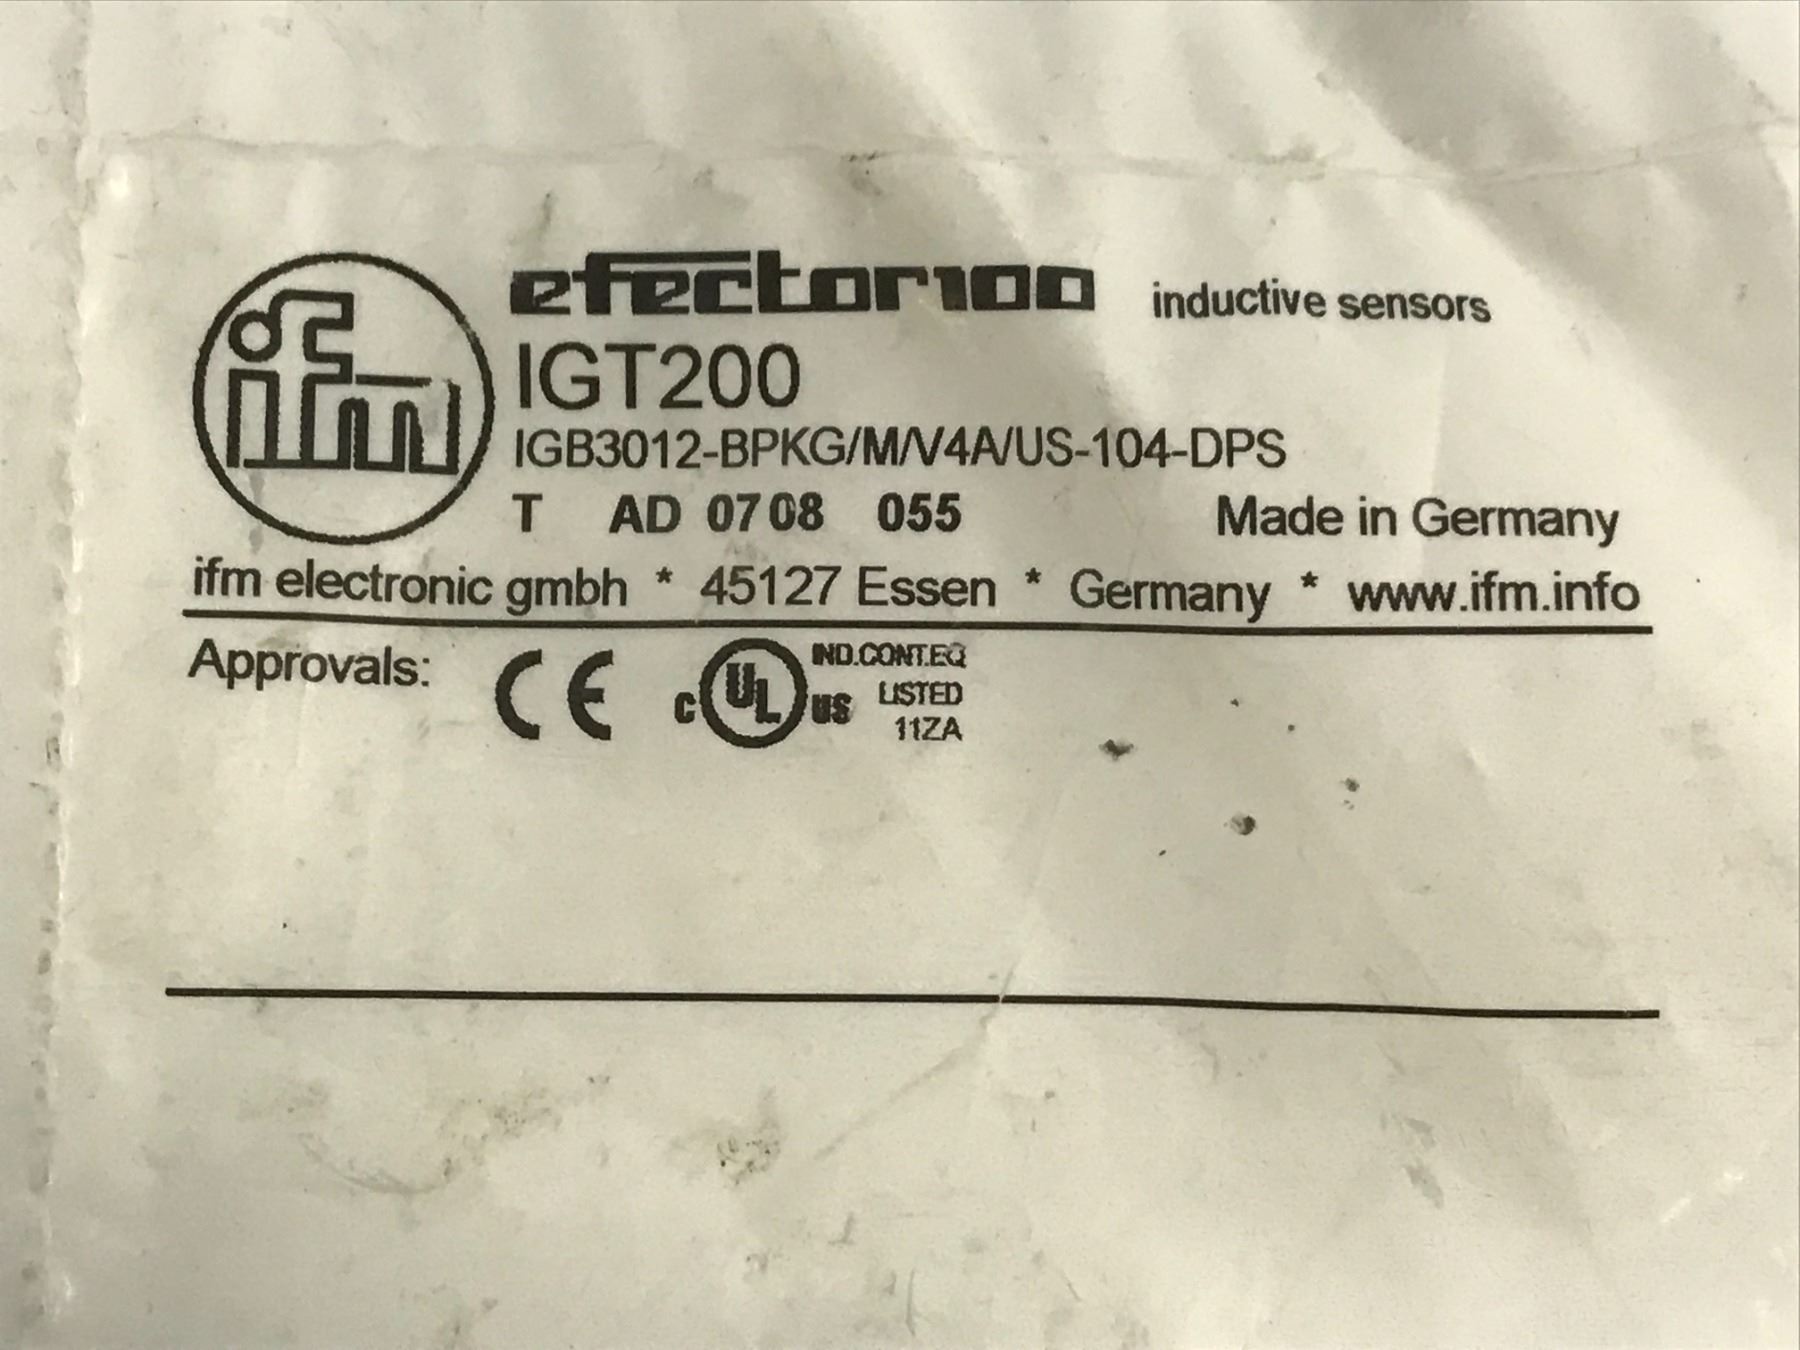 ifm
efector100 inductive sensors
IGT200
IGB3012-BPKG/M/V4A/US-104-DPS
T AD 0708 055 Made in Germany
ifm electronic gmbh * 45127 Essen * Germany * www.ifm.info
Approvals: CE c UL us IND.CONT.EQ
LISTED
11ZA